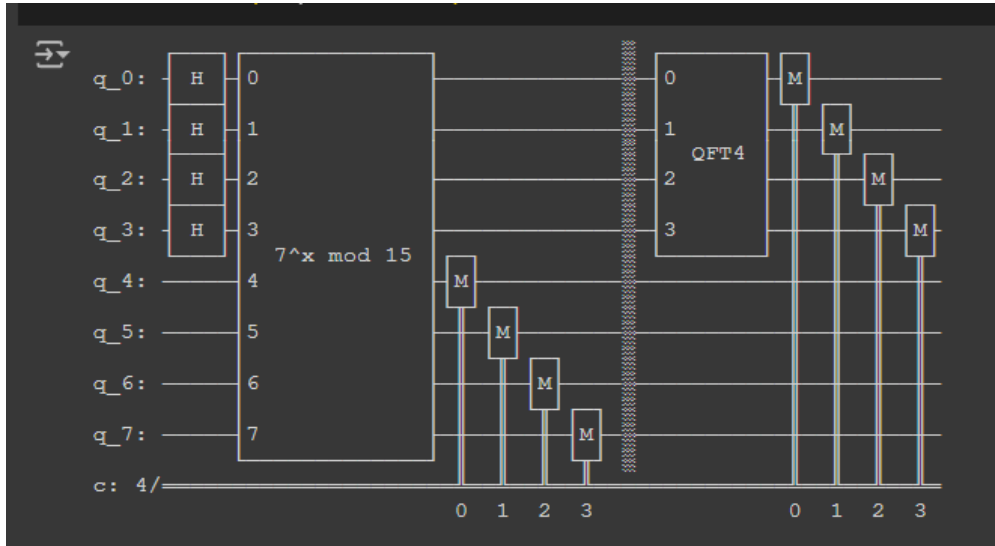 q_0: H 0 0 M
q_1: H 1 1 M
QFT4
q_2: H 2 2 M
q_3: H 3 3 M
7^x mod 15
q_4: 4 M
q_5: 5 M
q_6: 6 M
q_7: 7 M
c: 4/
0 1 2 3 0 1 2 3